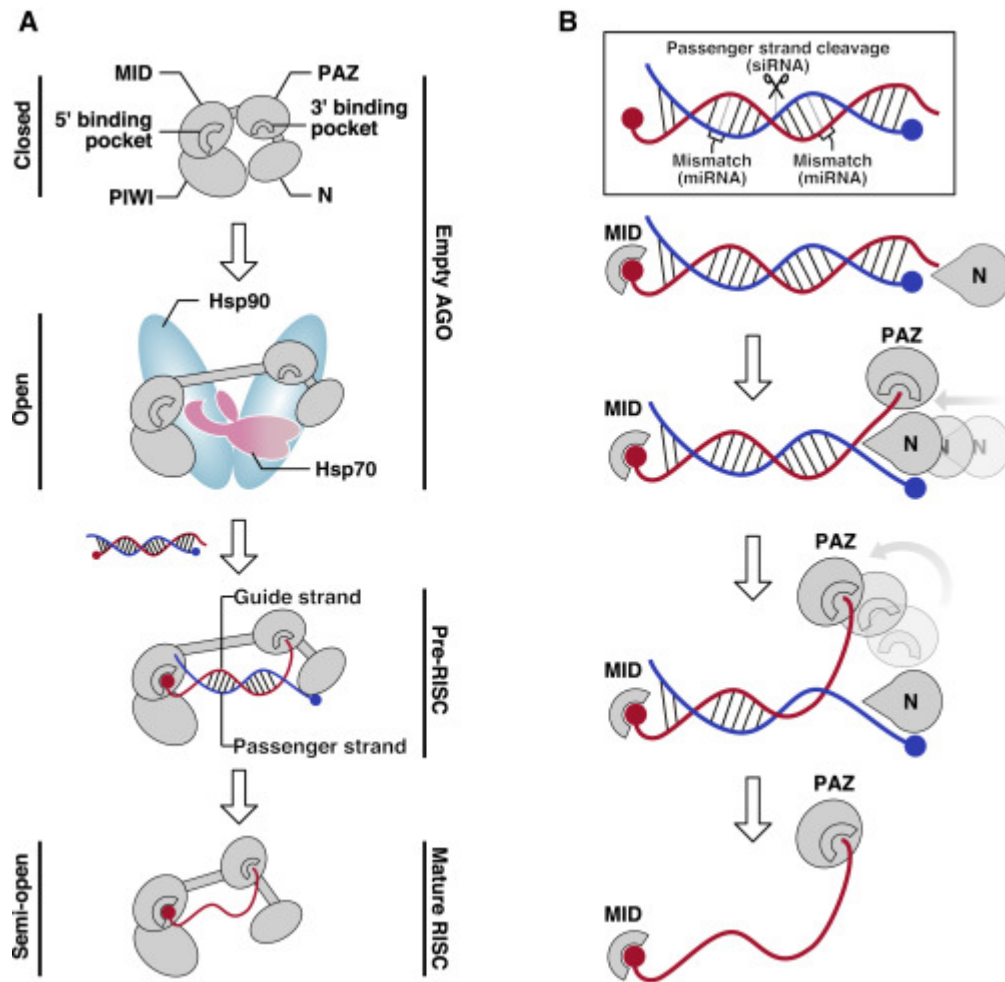 A
MID
PAZ
5' binding
pocket
3' binding
pocket
PIWI
N
Closed
Empty AGO
Hsp90
Hsp70
Open
Guide strand
Passenger strand
Pre-RISC
Semi-open
Mature RISC
B
Passenger strand cleavage
(siRNA)
Mismatch
(miRNA)
Mismatch
(miRNA)
MID
N
PAZ
MID
N
N
N
PAZ
MID
N
PAZ
MID